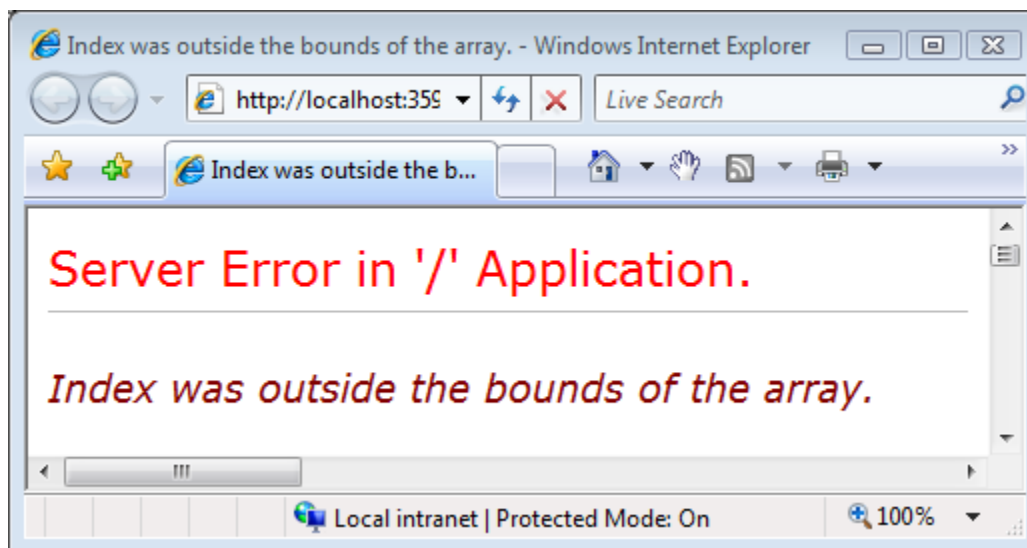 Index was outside the bounds of the array. - Windows Internet Explorer
http://localhost:359
Live Search
Index was outside the b...
Server Error in '/' Application.
Index was outside the bounds of the array.
Local intranet | Protected Mode: On
100%